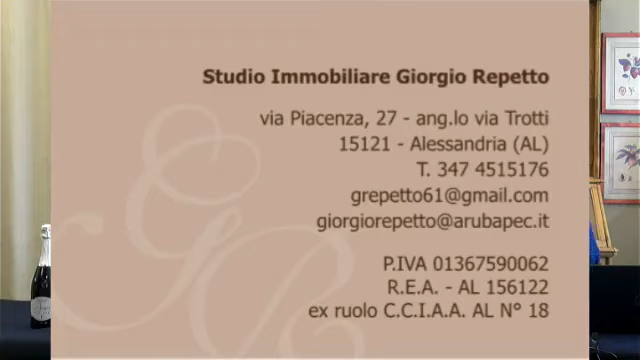 Studio Immobiliare Giorgio Repetto
via Piacenza, 27 - ang.lo via Trotti
15121 - Alessandria (AL)
T. 347 4515176
grepetto61@gmail.com
giorgiorepetto@arubapec.it
P.IVA 01367590062
R.E.A. - AL 156122
ex ruolo C.C.I.A.A. AL N° 18